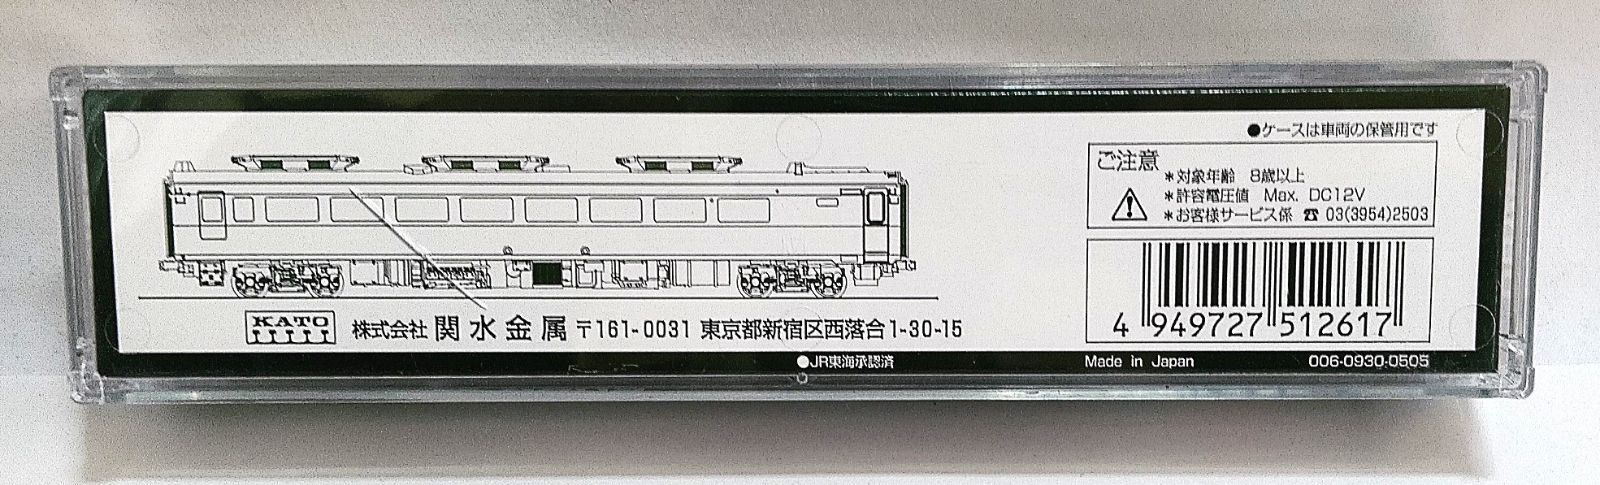 ●ケースは車両の保管用です
ご注意
＊対象年齢 8歳以上
＊許容電圧値 Max. DC12V
＊お客様サービス係 ☎ 03(3954)2503
KATO 株式会社 関水金属 〒161-0031 東京都新宿区西落合1-30-15
4 949727 512617
●JR東海承認済
Made in Japan
006-0930-0505